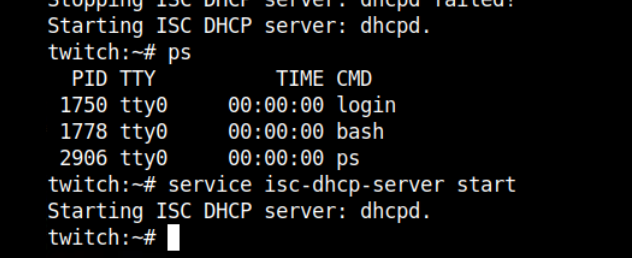 Stopping ISC DHCP server: dhcpd failed!
Starting ISC DHCP server: dhcpd.
twitch:~# ps
  PID TTY          TIME CMD
 1750 tty0     00:00:00 login
 1778 tty0     00:00:00 bash
 2906 tty0     00:00:00 ps
twitch:~# service isc-dhcp-server start
Starting ISC DHCP server: dhcpd.
twitch:~#